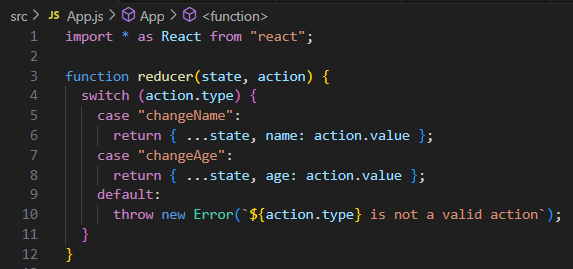 src > JS App.js > App > <function>
1 import * as React from "react";
2
3 function reducer(state, action) {
4   switch (action.type) {
5     case "changeName":
6       return { ...state, name: action.value };
7     case "changeAge":
8       return { ...state, age: action.value };
9     default:
10       throw new Error(`${action.type} is not a valid action`);
11   }
12 }